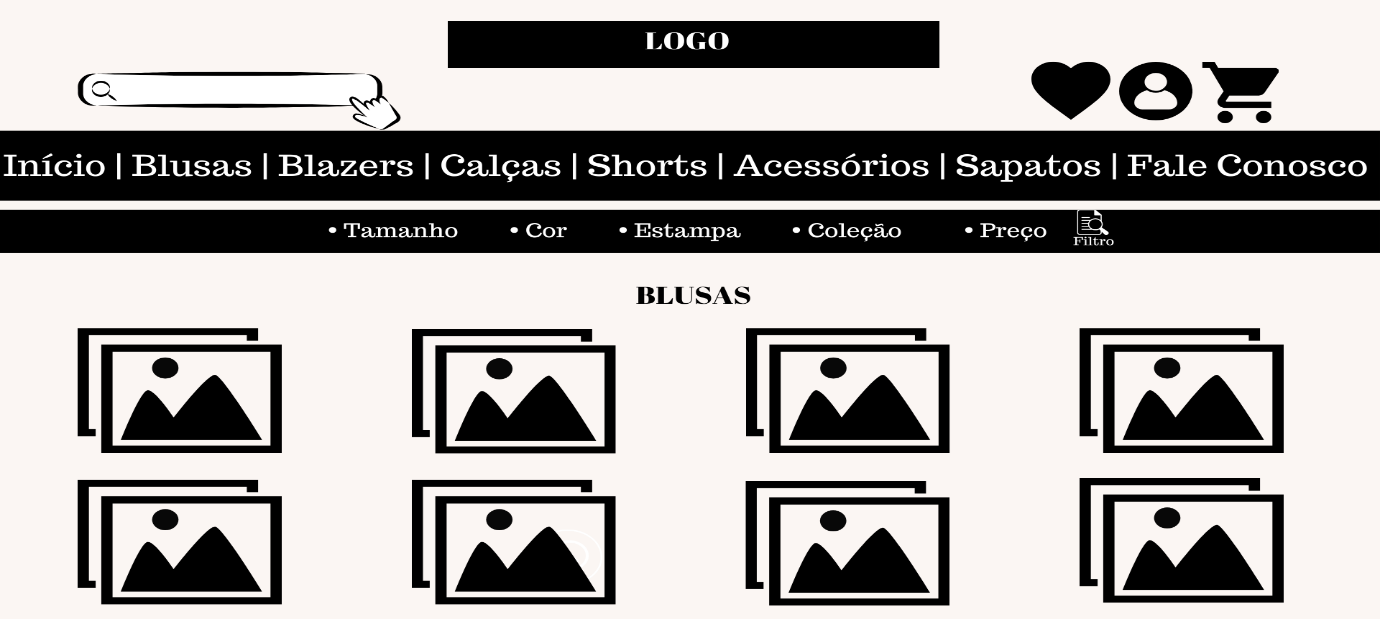 LOGO
Início | Blusas | Blazers | Calças | Shorts | Acessórios | Sapatos | Fale Conosco
• Tamanho • Cor • Estampa • Coleção • Preço Filtro
BLUSAS